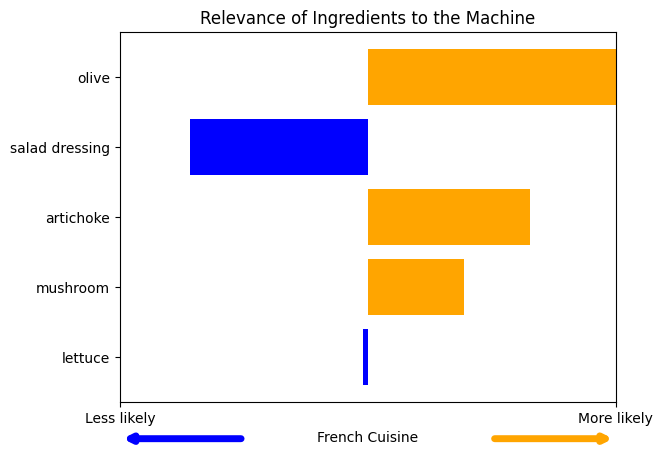 Relevance of Ingredients to the Machine
olive
salad dressing
artichoke
mushroom
lettuce
Less likely
More likely
French Cuisine